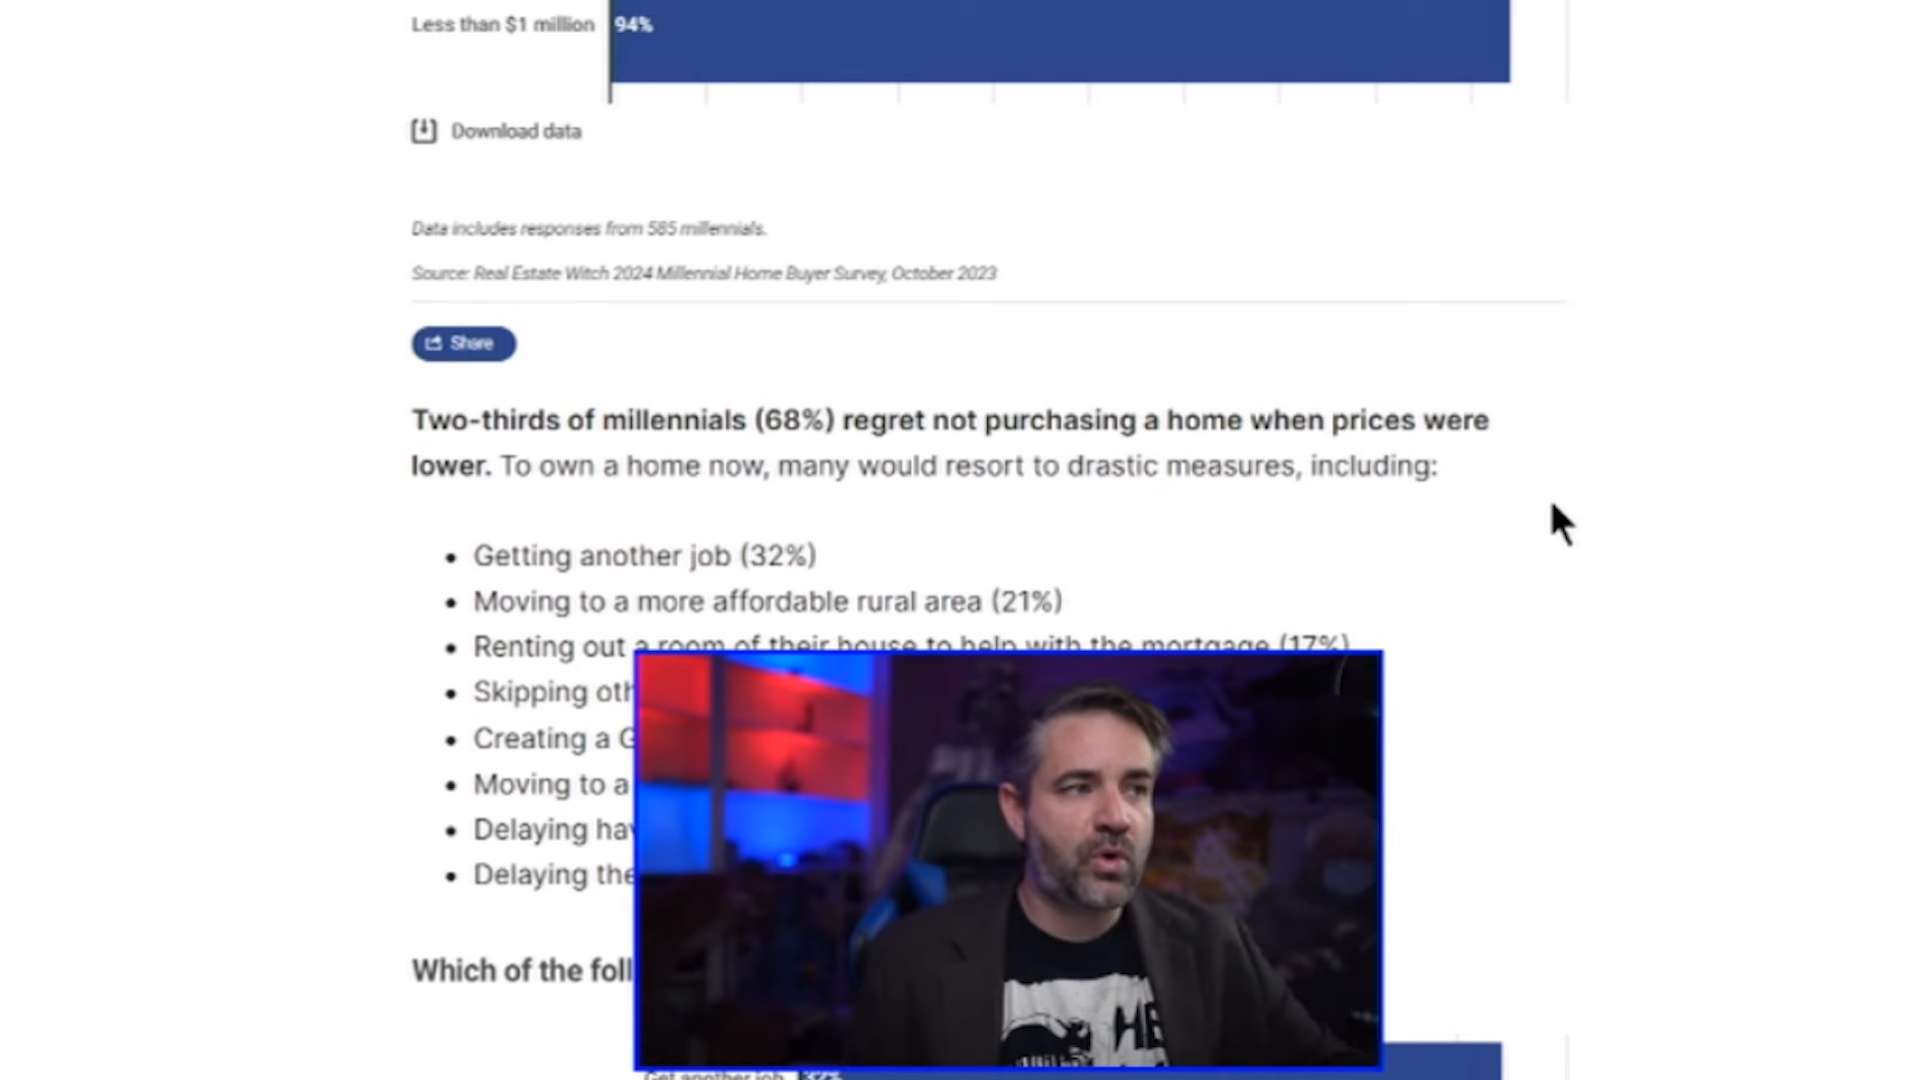 Less than $1 million 94%
Download data
Data includes responses from 585 millennials.
Source: Real Estate Witch 2024 Millennial Home Buyer Survey, October 2023
Share
Two-thirds of millennials (68%) regret not purchasing a home when prices were
lower. To own a home now, many would resort to drastic measures, including:
• Getting another job (32%)
• Moving to a more affordable rural area (21%)
• Renting out a room of their house to help with the mortgage (17%)
• Skipping oth
• Creating a G
• Moving to a
• Delaying hav
• Delaying the
Which of the foll
Get another job 32%